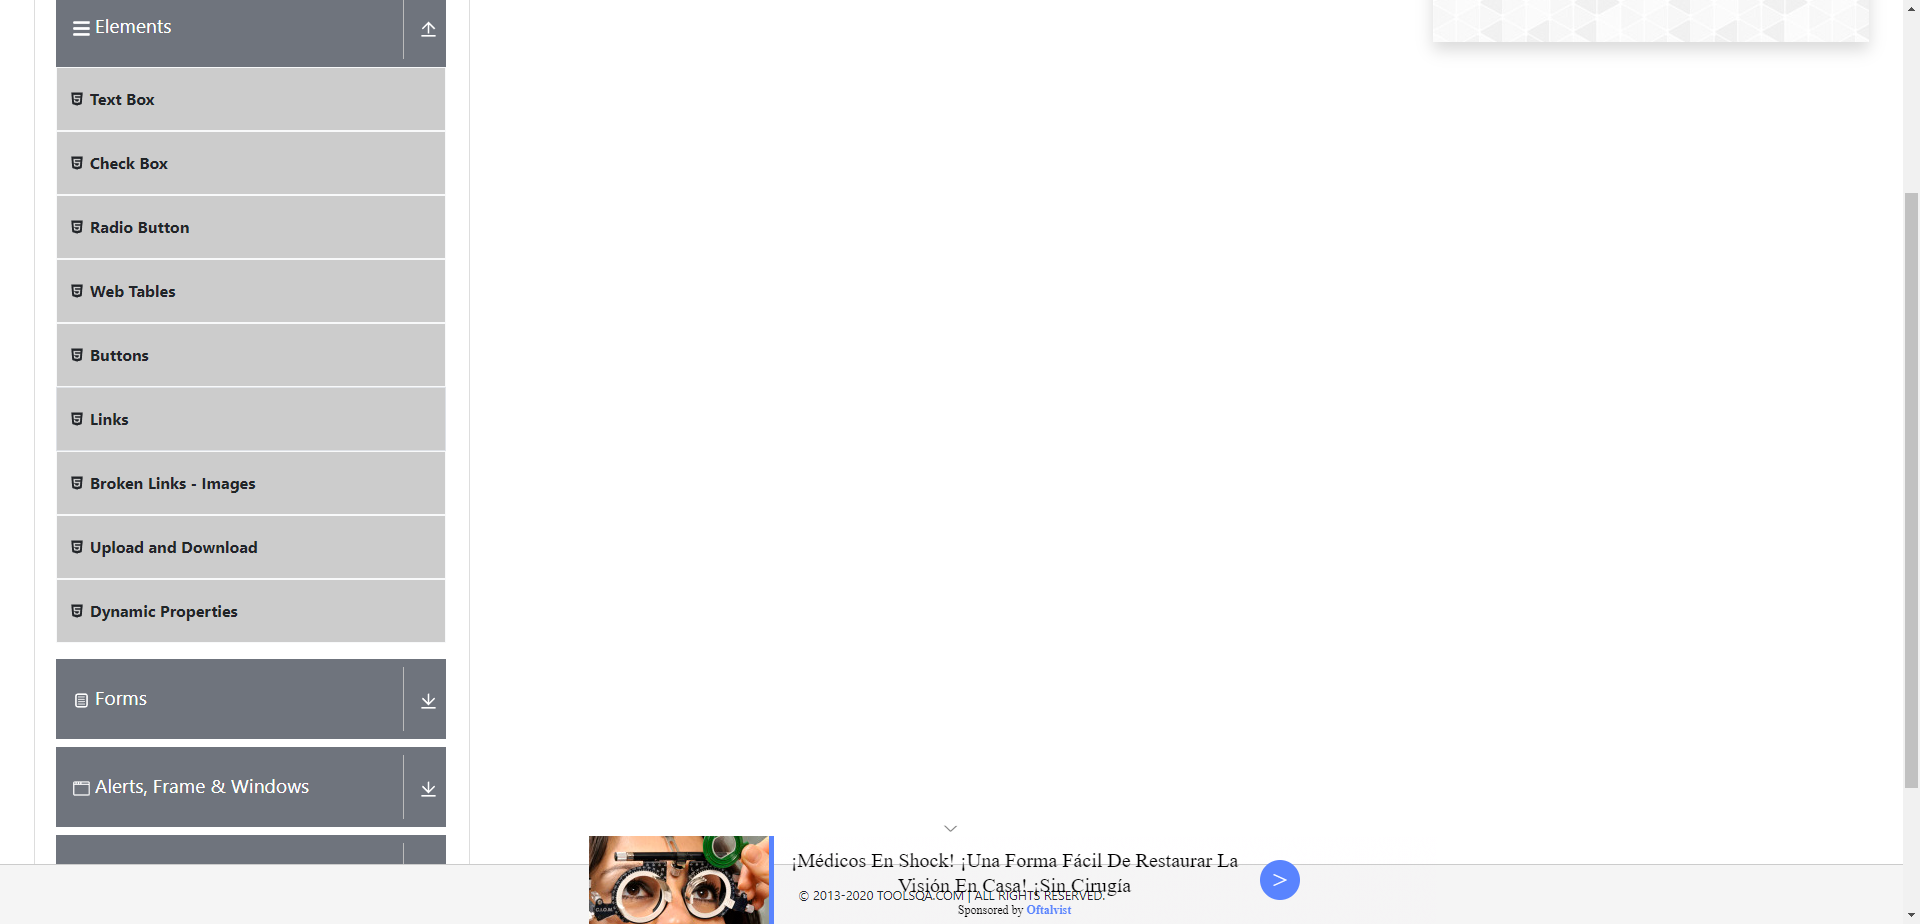 Elements
Text Box
Check Box
Radio Button
Web Tables
Buttons
Links
Broken Links - Images
Upload and Download
Dynamic Properties
Forms
Alerts, Frame & Windows
¡Médicos En Shock! ¡Una Forma Fácil De Restaurar La
Visión En Casa! ¡Sin Cirugía
© 2013-2020 TOOLSQA.COM | ALL RIGHTS RESERVED.
Sponsored by Oftalvist
>